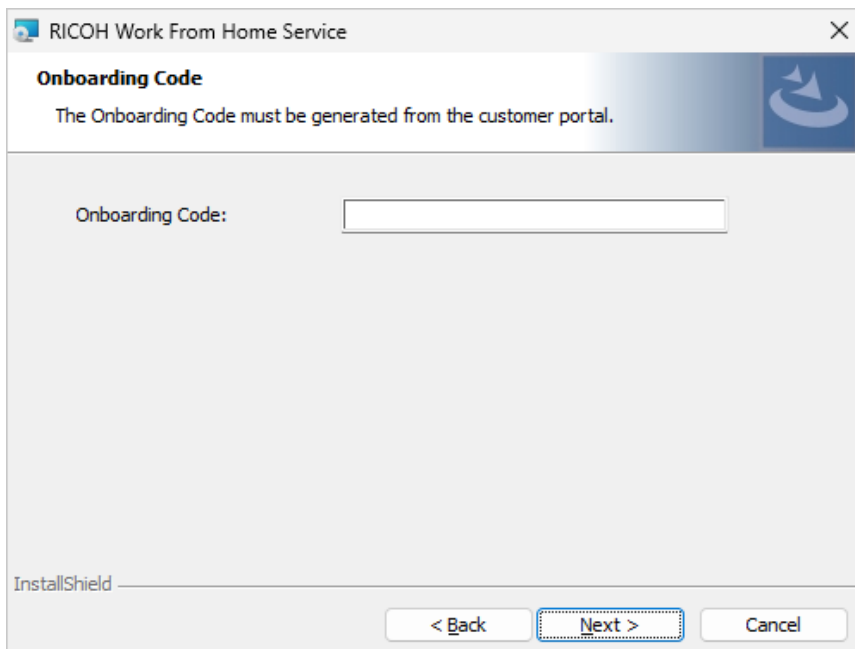 RICOH Work From Home Service
Onboarding Code
The Onboarding Code must be generated from the customer portal.
Onboarding Code:
InstallShield
< Back
Next >
Cancel